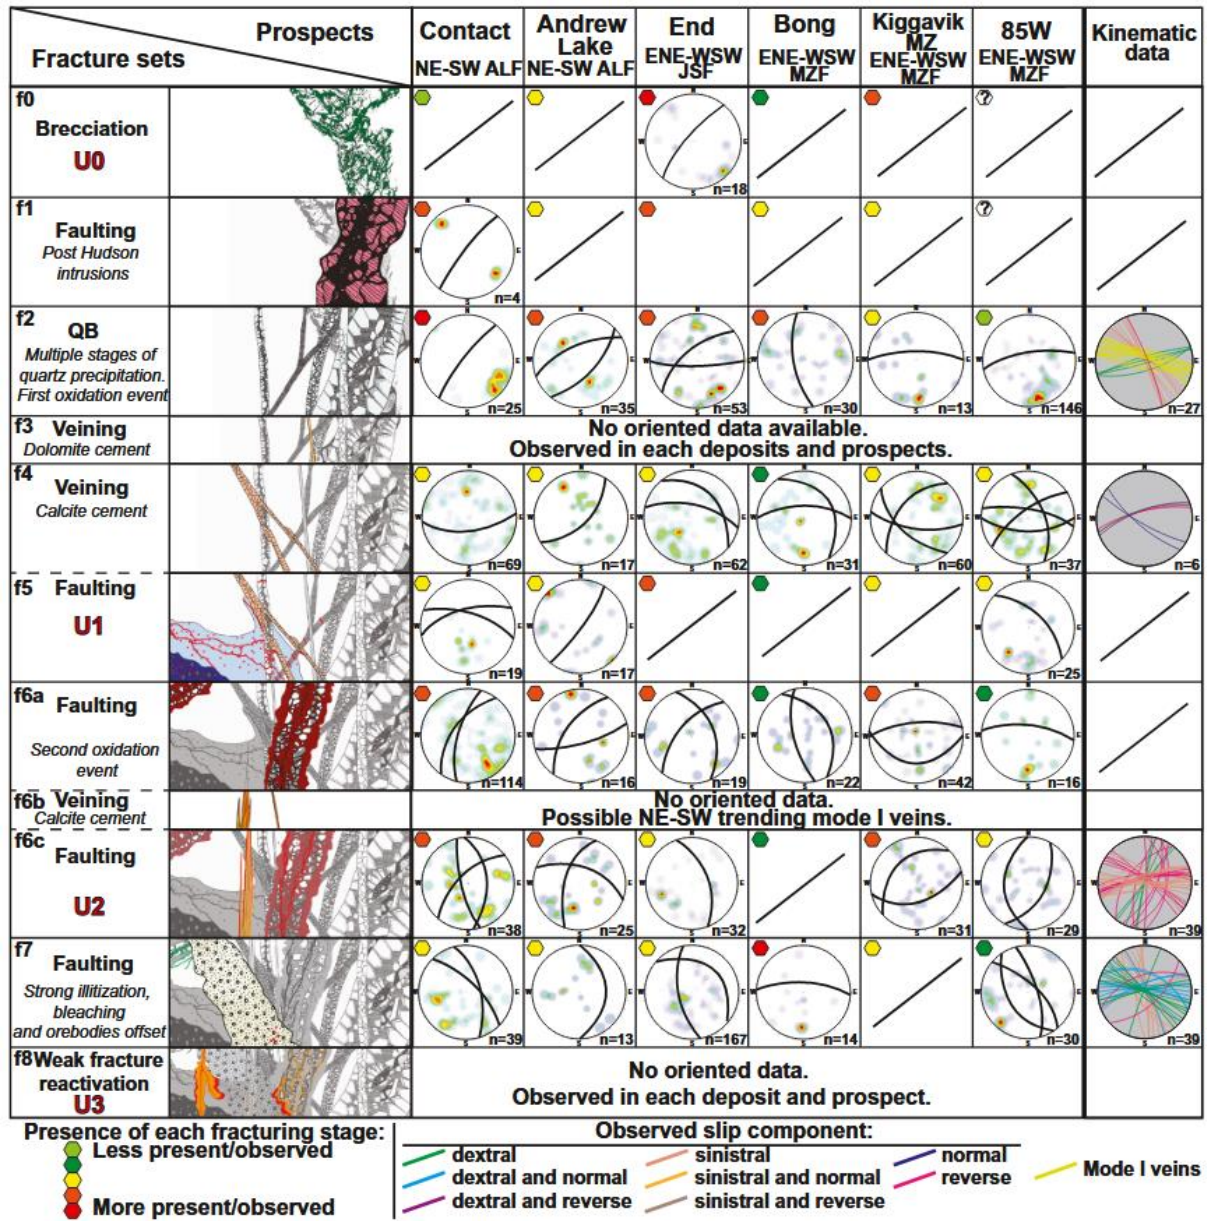 Prospects
Fracture sets
Contact
NE-SW ALF
Andrew
Lake
NE-SW ALF
End
ENE-WSW
JSF
Bong
ENE-WSW
MZF
Kiggavik
MZ
ENE-WSW
MZF
85W
ENE-WSW
MZF
Kinematic
data
f0
Brecciation
U0
?
n=18
f1
Faulting
Post Hudson
intrusions
?
n=4
f2
QB
Multiple stages of
quartz precipitation.
First oxidation event
n=25
n=35
n=53
n=30
n=13
n=146
n=27
f3 Veining
Dolomite cement
No oriented data available.
Observed in each deposits and prospects.
f4
Veining
Calcite cement
n=69
n=17
n=62
n=31
n=60
n=37
n=6
f5 Faulting
U1
n=19
n=17
n=25
f6a
Faulting
Second oxidation
event
n=114
n=16
n=19
n=22
n=42
n=16
f6b Veining
Calcite cement
No oriented data.
Possible NE-SW trending mode I veins.
f6c
Faulting
U2
n=38
n=25
n=32
n=31
n=29
n=39
f7
Faulting
Strong illitization,
bleaching
and orebodies offset
n=39
n=13
n=167
n=14
n=30
n=39
f8 Weak fracture
reactivation
U3
No oriented data.
Observed in each deposit and prospect.
Presence of each fracturing stage:
Less present/observed
More present/observed
Observed slip component:
dextral
dextral and normal
dextral and reverse
sinistral
sinistral and normal
sinistral and reverse
normal
reverse
Mode I veins